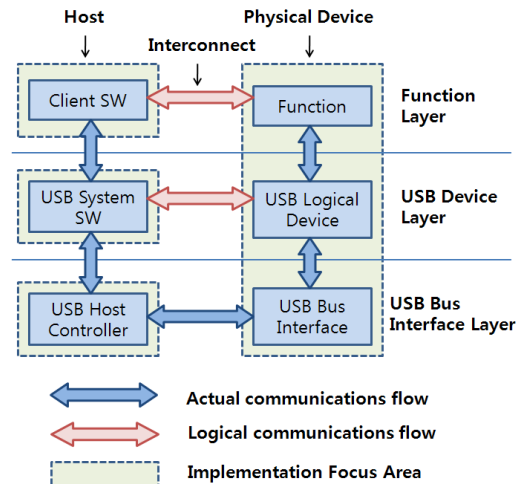 Host
Physical Device
Interconnect
Client SW
Function
Function
Layer
USB System
SW
USB Logical
Device
USB Device
Layer
USB Host
Controller
USB Bus
Interface
USB Bus
Interface Layer
Actual communications flow
Logical communications flow
Implementation Focus Area